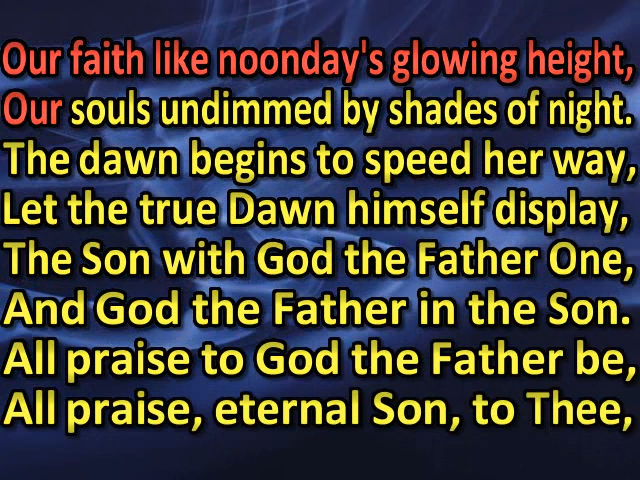 Our faith like noonday's glowing height,
Our souls undimmed by shades of night.
The dawn begins to speed her way,
Let the true Dawn himself display,
The Son with God the Father One,
And God the Father in the Son.
All praise to God the Father be,
All praise, eternal Son, to Thee,